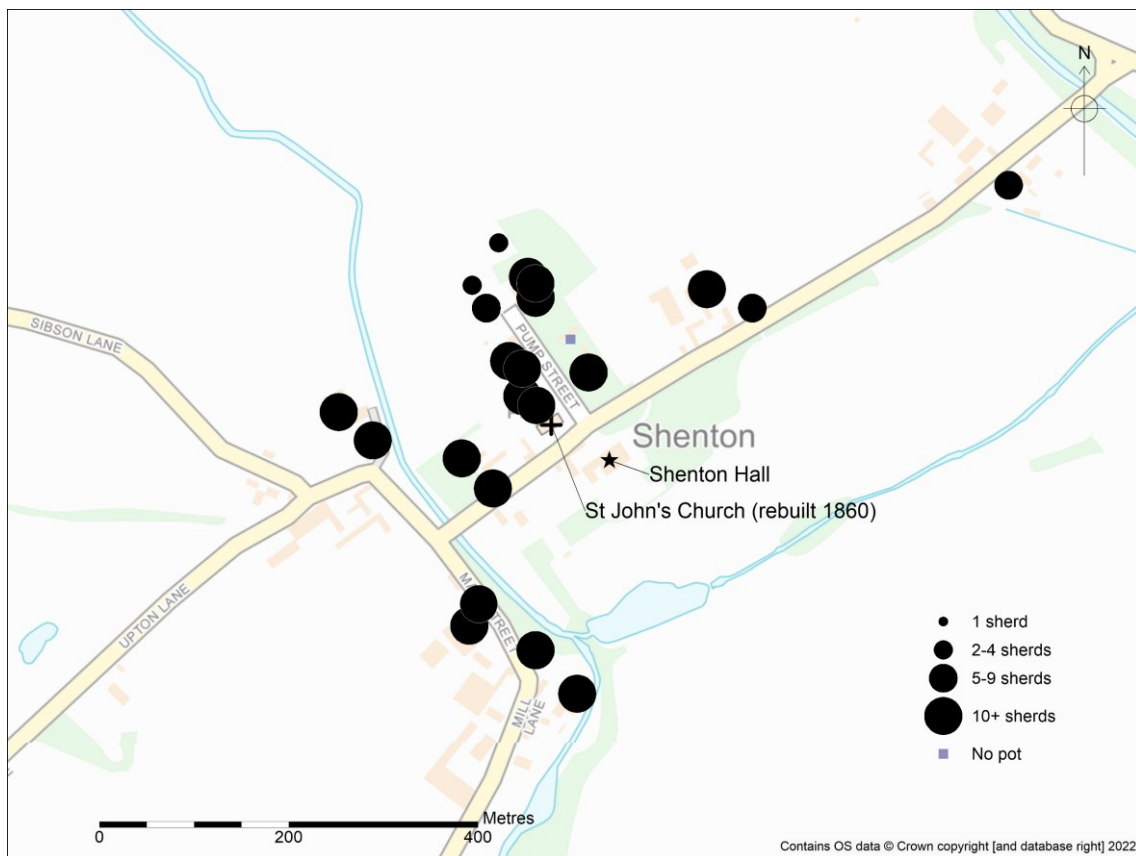 N
SIBSON LANE
PUMP STREET
Shenton
Shenton Hall
St John's Church (rebuilt 1860)
UPTON LANE
MILL
LANE
1 sherd
2-4 sherds
5-9 sherds
10+ sherds
No pot
Metres
0
200
400
Contains OS data © Crown copyright [and database right] 2022